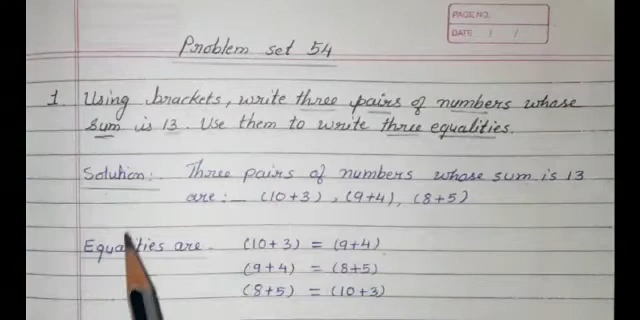 PAGE NO.
DATE / /
Problem set 54
1 Using brackets, write three pairs of numbers whose
sum is 13. Use them to write three equalities.
Solution:- Three pairs of numbers whose sum is 13
are:- (10+3), (9+4), (8+5)
Equalities are (10+3) = (9+4)
(9+4) = (8+5)
(8+5) = (10+3)